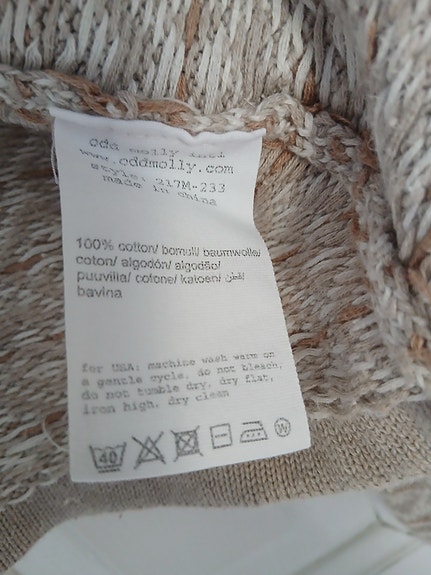 odd molly
www.oddmolly.com
style: 217M-233
made in china
100% cotton/ bomull/ baumwolle/
coton/ algodón/ algodão/
puuvilla/ cotone/ katoen/ قطن/
bavlna
for USA: machine wash warm on
a gentle cycle, do not bleach,
do not tumble dry, dry flat,
iron high, dry clean
40 W